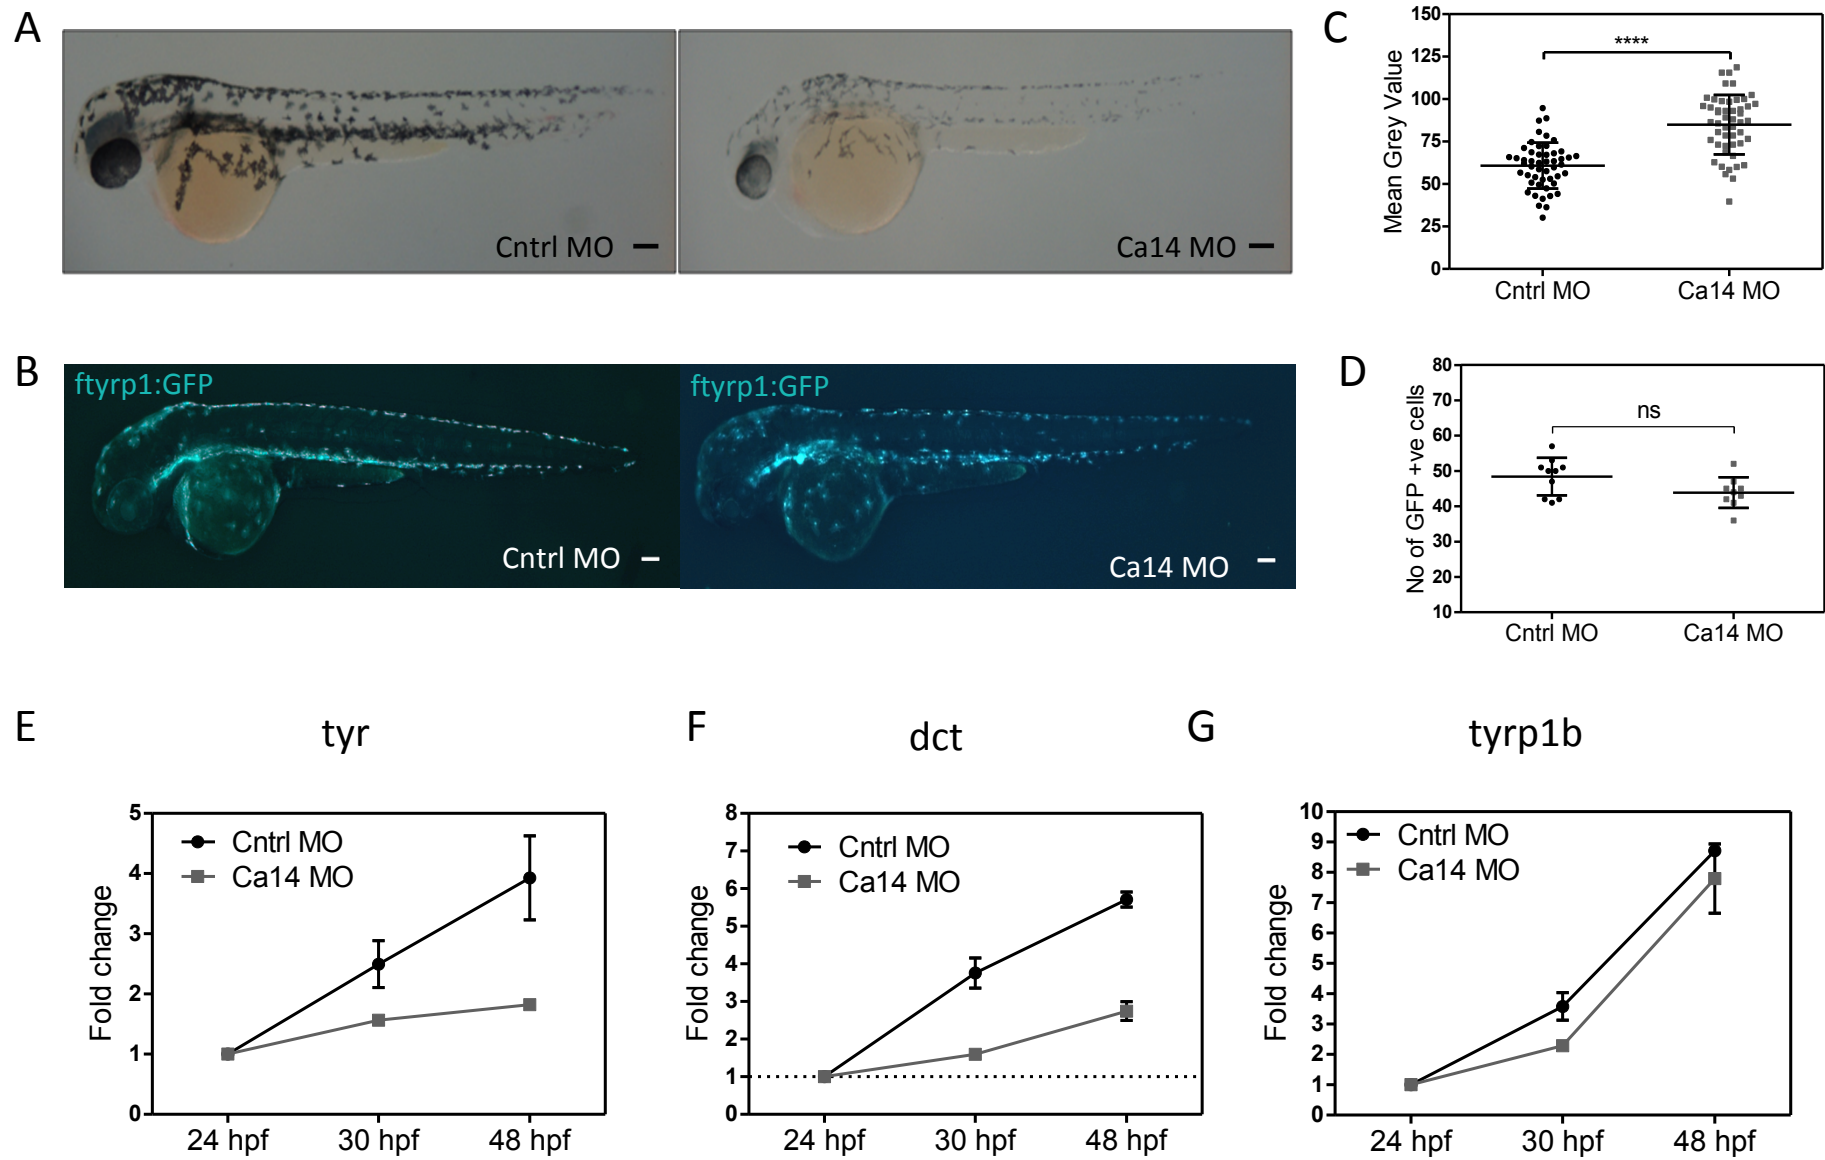 A
Cntrl MO
Ca14 MO
C
Mean Grey Value
150
125
100
75
50
25
0
****
Cntrl MO
Ca14 MO
B
ftyrp1:GFP
Cntrl MO
ftyrp1:GFP
Ca14 MO
D
No of GFP +ve cells
80
70
60
50
40
30
20
10
ns
Cntrl MO
Ca14 MO
E
tyr
Fold change
5
4
3
2
1
0
Cntrl MO
Ca14 MO
24 hpf
30 hpf
48 hpf
F
dct
Fold change
8
7
6
5
4
3
2
1
0
Cntrl MO
Ca14 MO
24 hpf
30 hpf
48 hpf
G
tyrp1b
Fold change
10
9
8
7
6
5
4
3
2
1
0
Cntrl MO
Ca14 MO
24 hpf
30 hpf
48 hpf